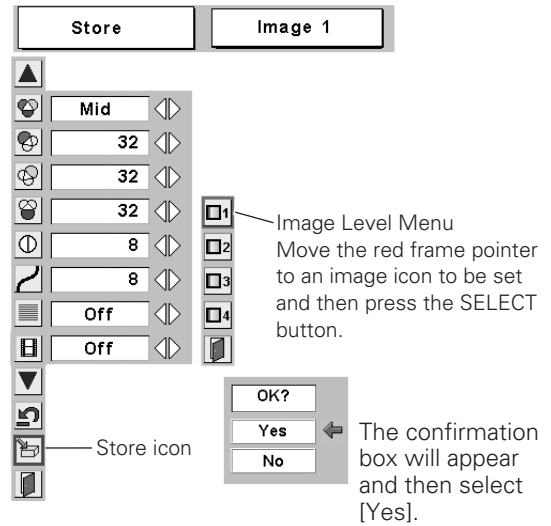 Store
Image 1
Mid
32
32
32
8
8
Off
Off
1
2
3
4
Image Level Menu
Move the red frame pointer
to an image icon to be set
and then press the SELECT
button.
Store icon
OK?
Yes
No
The confirmation
box will appear
and then select
[Yes].